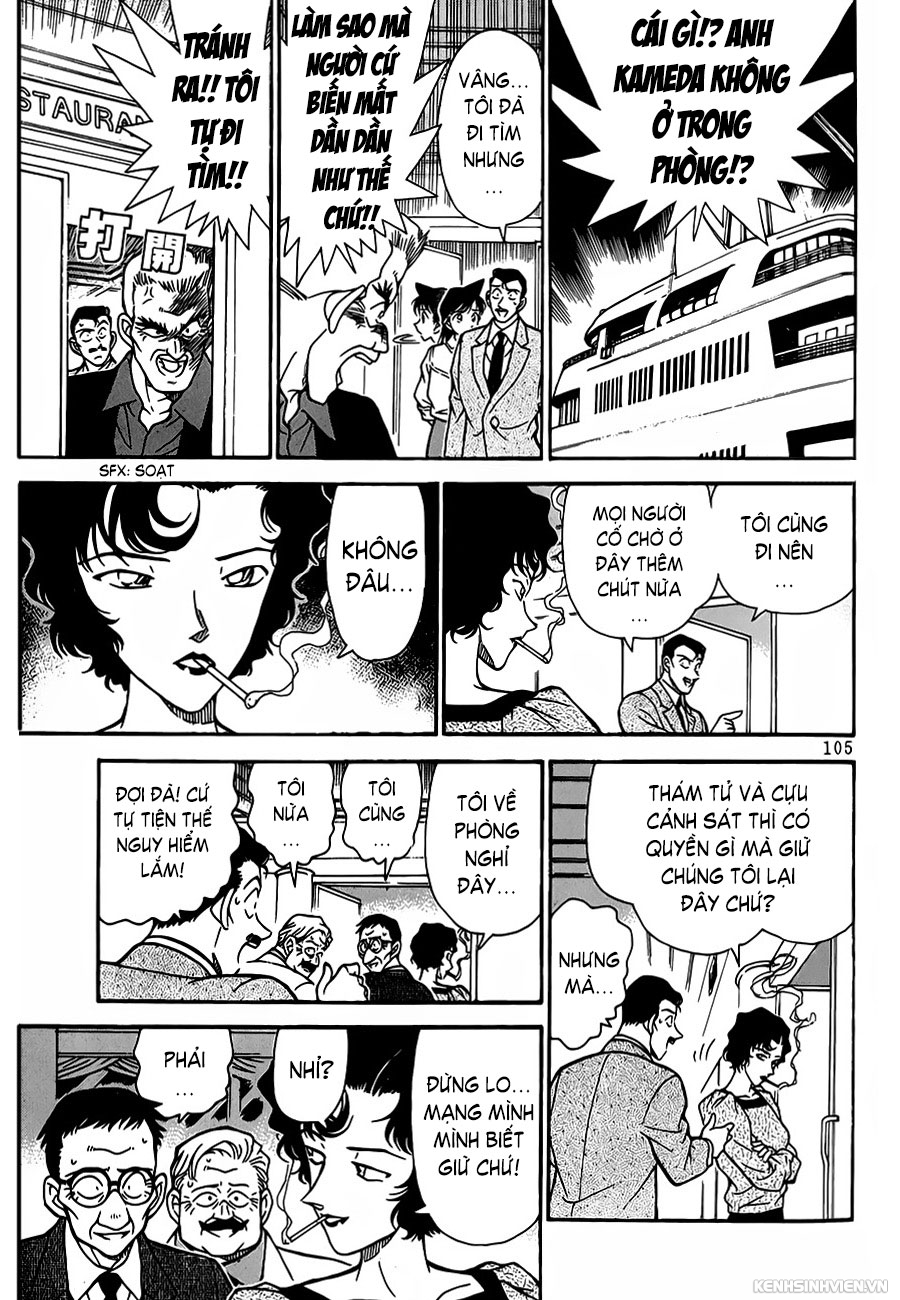 CÁI GÌ!? ANH
KAMEDA KHÔNG
Ở TRONG
PHÒNG!?
VÂNG...
TÔI ĐÃ
ĐI TÌM
NHƯNG
...
LÀM SAO MÀ
NGƯỜI CỨ
BIẾN MẤT
DẦN DẦN
NHƯ THẾ
CHỨ!!
TRÁNH
RA!! TÔI
TỰ ĐI
TÌM!!
STAURAN
打開
SFX: SOẠT
TÔI CŨNG
ĐI NÊN
...
MỌI NGƯỜI
CỐ CHỜ Ở
ĐÂY THÊM
CHÚT NỮA
...
KHÔNG
ĐÂU...
105
THÁM TỬ VÀ CỰU
CẢNH SÁT THÌ CÓ
QUYỀN GÌ MÀ GIỮ
CHÚNG TÔI LẠI
ĐÂY CHỨ?
NHƯNG
MÀ...
TÔI VỀ
PHÒNG
NGHỈ
ĐÂY...
TÔI
CŨNG
...
TÔI
NỮA
...
ĐỢI ĐÃ! CỨ
TỰ TIỆN THẾ
NGUY HIỂM
LẮM!
ĐỪNG LO...
MẠNG MÌNH
MÌNH BIẾT
GIỮ CHỨ!
NHỈ?
PHẢI
...
KENHSINHVIEN.VN